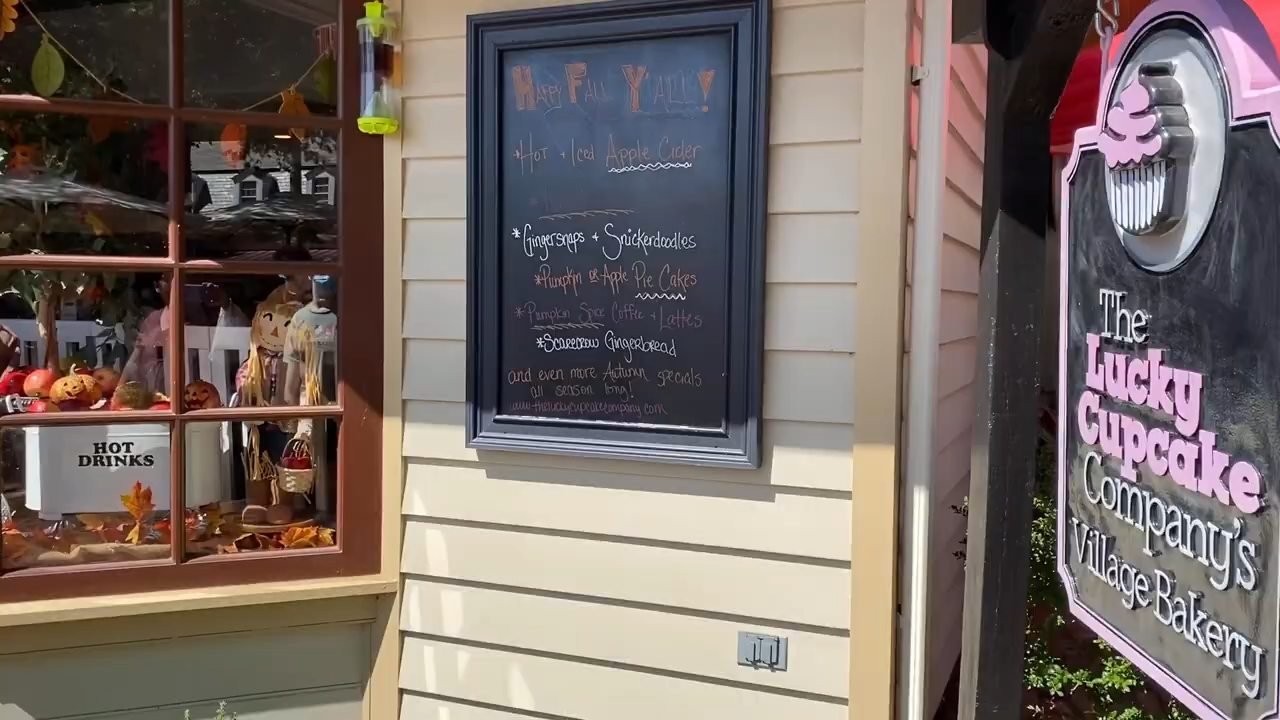 HAPPY FALL Y'ALL!
*Hot + Iced Apple Cider
*Gingersnaps + Snickerdoodles
*Pumpkin or Apple Pie Cakes
*Pumpkin Spice Coffee + Lattes
*Scarecrow Gingerbread
and even more Autumn specials
all season long!
www.theluckycupcakecompany.com
HOT
DRINKS
The
Lucky
Cupcake
Company's
Village Bakery